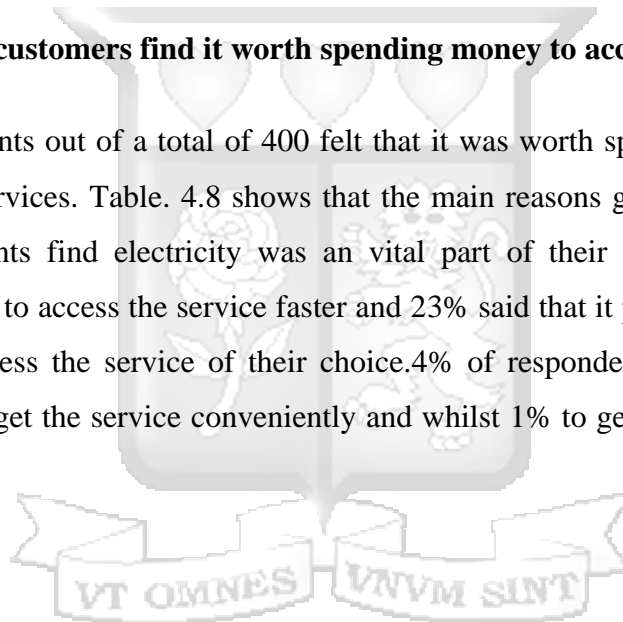 customers find it worth spending money to acc
nts out of a total of 400 felt that it was worth sp
rvices. Table. 4.8 shows that the main reasons g
nts find electricity was an vital part of their
to access the service faster and 23% said that it p
ess the service of their choice.4% of responde
get the service conveniently and whilst 1% to ge
VT OMNES VNVM SINT